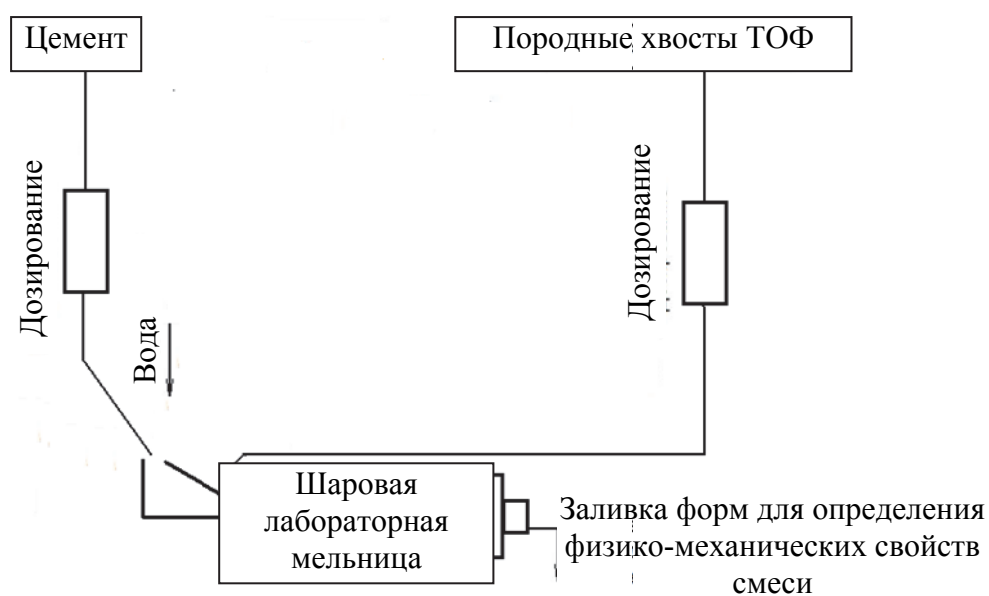 Цемент
Породные хвосты ТОФ
Дозирование
Дозирование
Вода
Шаровая
лабораторная
мельница
Заливка форм для определения
физико-механических свойств
смеси